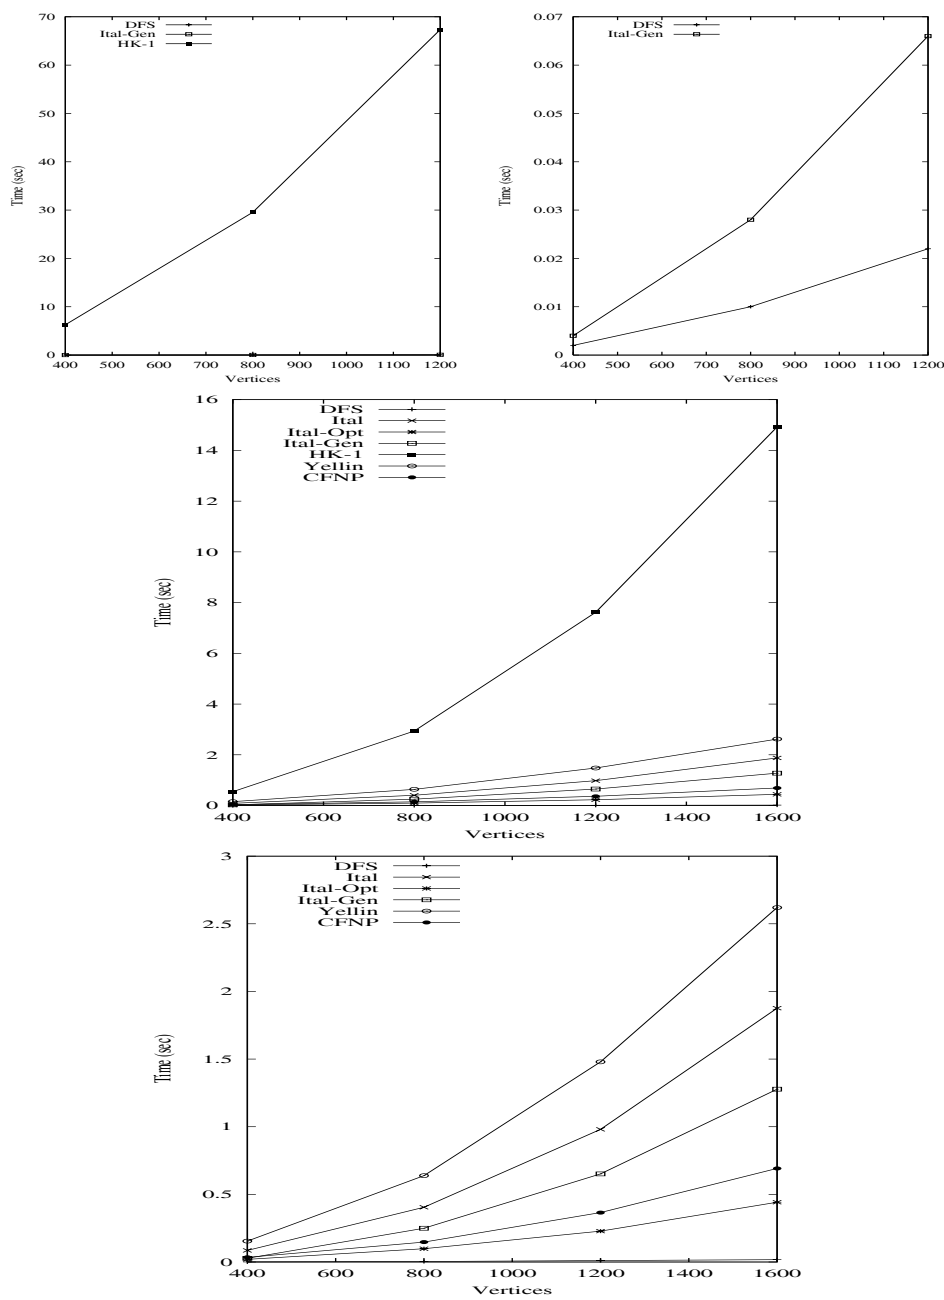 DFS
Ital-Gen
HK-1
70
60
50
40
30
20
10
0
Time (sec)
400 500 600 700 800 900 1000 1100 1200
Vertices
DFS
Ital-Gen
0.07
0.06
0.05
0.04
0.03
0.02
0.01
0
Time (sec)
400 500 600 700 800 900 1000 1100 1200
Vertices
DFS
Ital
Ital-Opt
Ital-Gen
HK-1
Yellin
CFNP
16
14
12
10
8
6
4
2
0
Time (sec)
400 600 800 1000 1200 1400 1600
Vertices
DFS
Ital
Ital-Opt
Ital-Gen
Yellin
CFNP
3
2.5
2
1.5
1
0.5
0
Time (sec)
400 600 800 1000 1200 1400 1600
Vertices